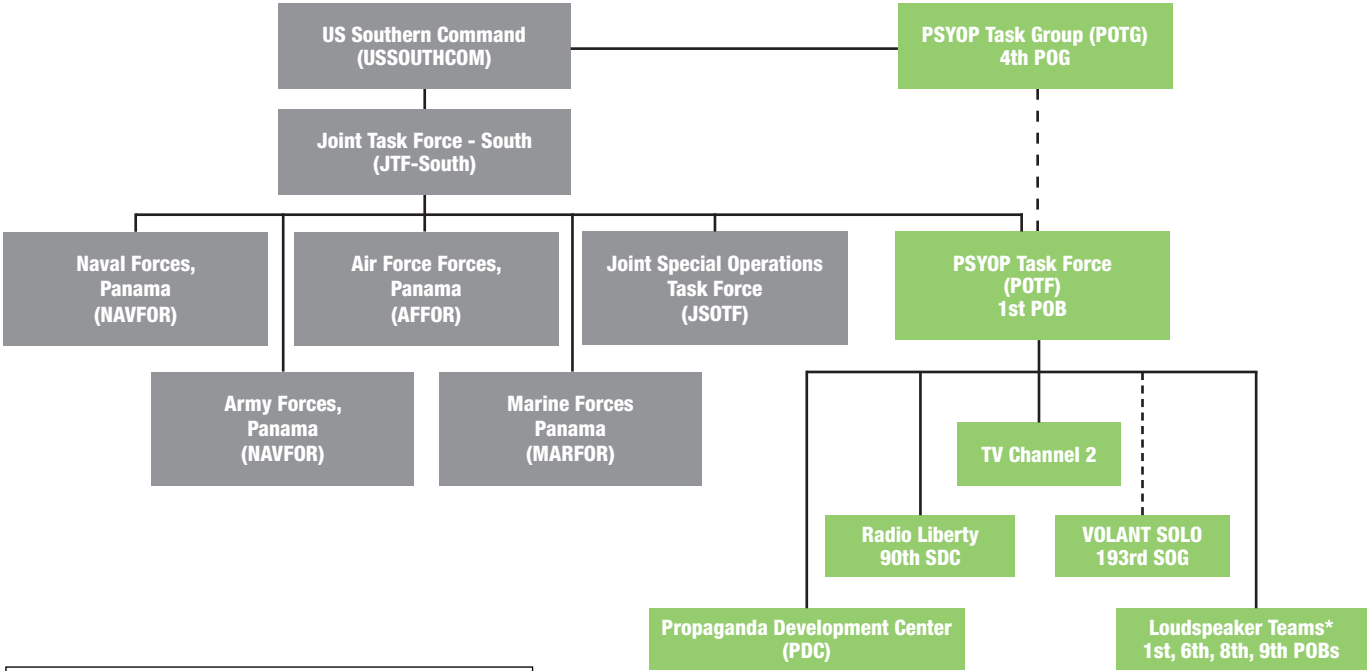 US Southern Command
(USSOUTHCOM)
PSYOP Task Group (POTG)
4th POG
Joint Task Force - South
(JTF-South)
Naval Forces,
Panama
(NAVFOR)
Air Force Forces,
Panama
(AFFOR)
Joint Special Operations
Task Force
(JSOTF)
PSYOP Task Force
(POTF)
1st POB
Army Forces,
Panama
(NAVFOR)
Marine Forces
Panama
(MARFOR)
TV Channel 2
Radio Liberty
90th SDC
VOLANT SOLO
193rd SOG
Propaganda Development Center
(PDC)
Loudspeaker Teams*
1st, 6th, 8th, 9th POBs